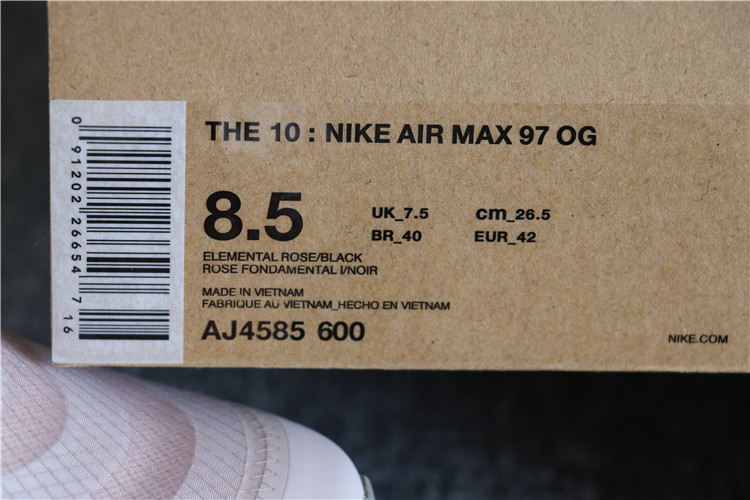 THE 10 : NIKE AIR MAX 97 OG
8.5
UK_7.5 cm_26.5
BR_40 EUR_42
ELEMENTAL ROSE/BLACK
ROSE FONDAMENTAL I/NOIR
MADE IN VIETNAM
FABRIQUE AU VIETNAM_HECHO EN VIETNAM
AJ4585 600
NIKE.COM
0 91202 26654 7 16